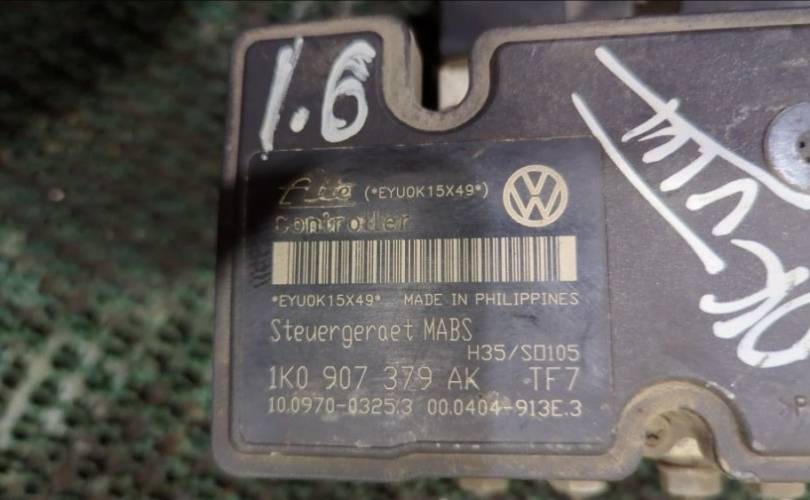 1.6
Ate (*EYU0K15X49*)
Controller
*EYU0K15X49* MADE IN PHILIPPINES
Steuergeraet MABS
H35/S0105
1K0 907 379 AK TF7
10.0970-0325.3 00.0404-913E.3